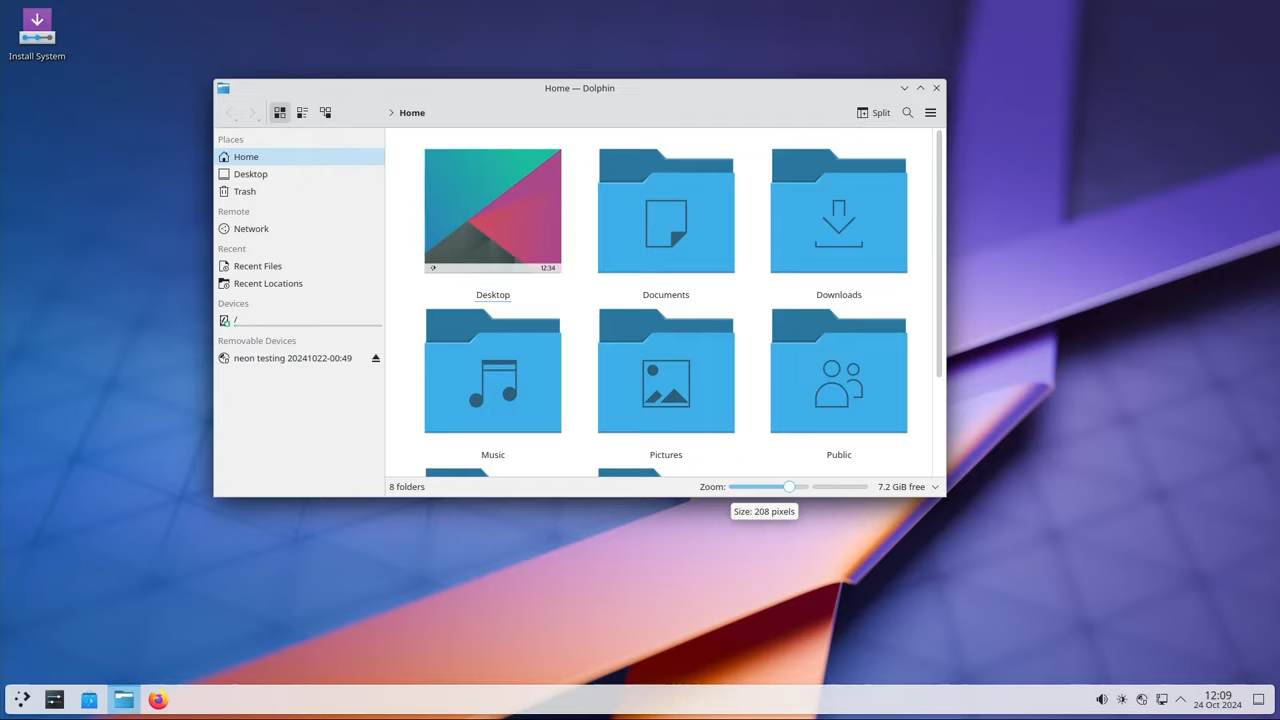 Install System
Home — Dolphin
Home
Split
Places
Home
Desktop
Trash
Remote
Network
Recent
Recent Files
Recent Locations
Devices
/
Removable Devices
neon testing 20241022-00:49
12:34
Desktop
Documents
Downloads
Music
Pictures
Public
8 folders
Zoom:
7.2 GiB free
Size: 208 pixels
12:09
24 Oct 2024